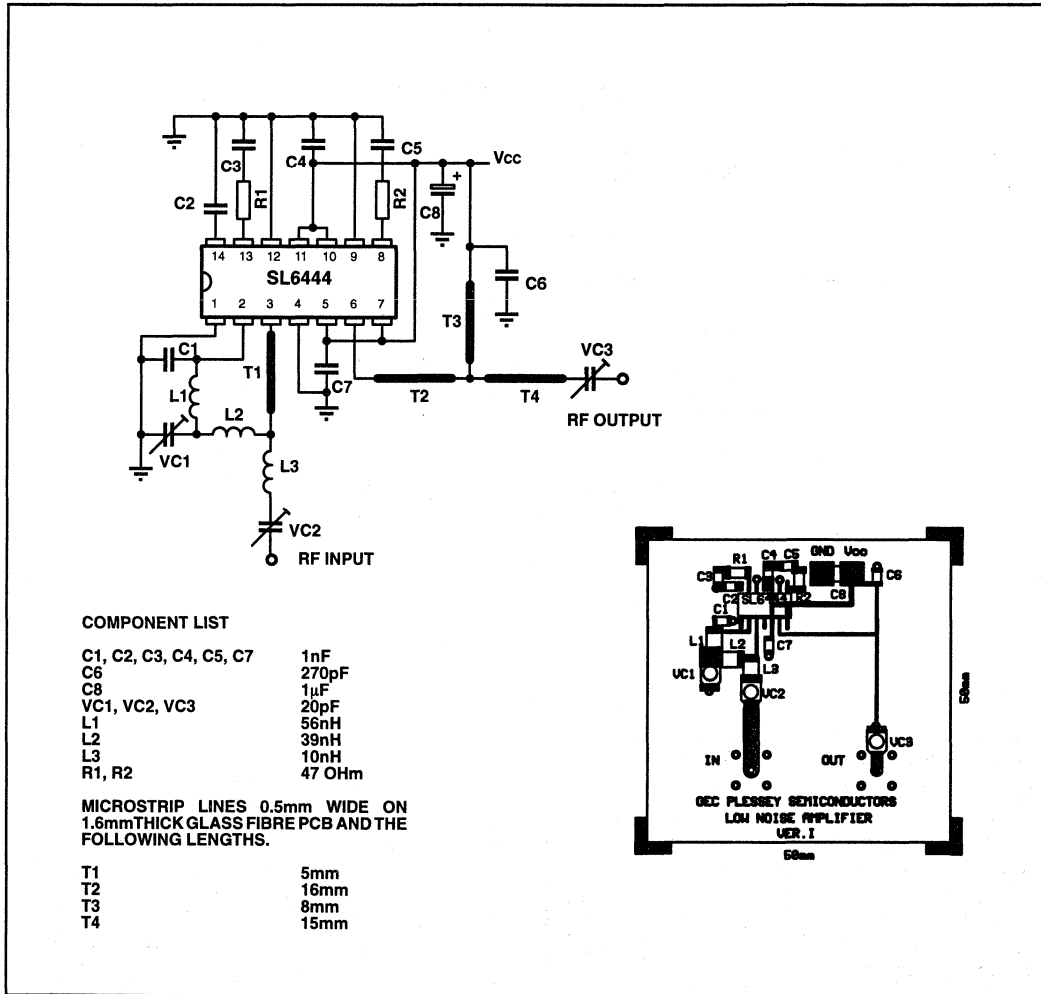 C3
C4
C5
Vcc
C2
R1
C8
+
R2
14 13 12 11 10 9 8
SL6444
C6
1 2 3 4 5 6 7
T3
C1
T1
VC3
C7
L1
T2
T4
L2
RF OUTPUT
VC1
L3
VC2
RF INPUT
COMPONENT LIST
C1, C2, C3, C4, C5, C7 1nF
C6 270pF
C8 1µF
VC1, VC2, VC3 20pF
L1 56nH
L2 39nH
L3 10nH
R1, R2 47 OHm
MICROSTRIP LINES 0.5mm WIDE ON
1.6mmTHICK GLASS FIBRE PCB AND THE
FOLLOWING LENGTHS.
T1 5mm
T2 16mm
T3 8mm
T4 15mm
R1
C4 C5
GND Vcc
C3
C6
C2
R2
C8
C1
L1
L2
C7
L3
VC1
VC2
VC3
IN
OUT
GEC PLESSEY SEMICONDUCTORS
LOW NOISE AMPLIFIER
VER.I
50mm
50mm